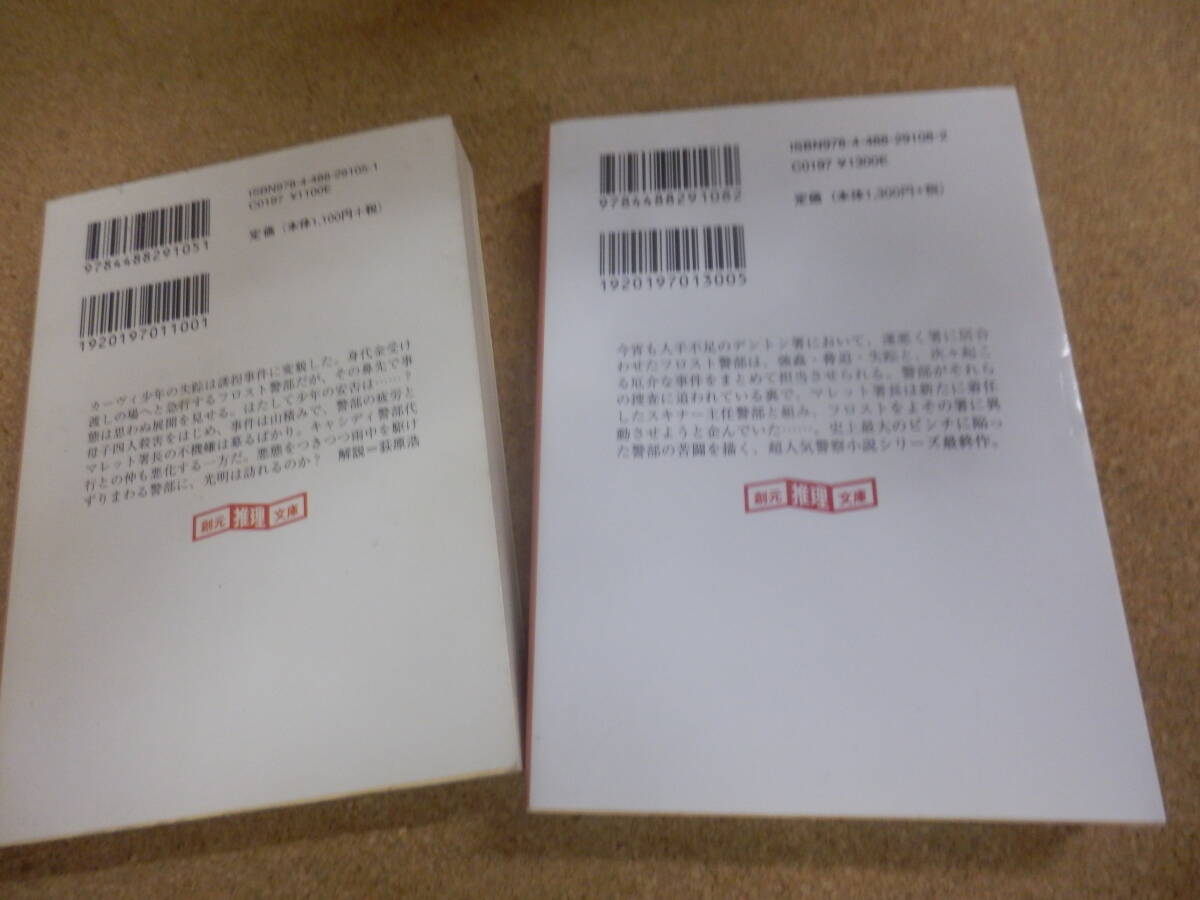 ISBN978-4-488-29105-1
C0197 ¥1100E
定価（本体1,100円+税）
9784488291051
1920197011001
カーヴィ少年の失踪は誘拐事件に変貌した。身代金受け
渡しの場へと急行するフロスト警部だが、その鼻先で事
態は思わぬ展開を見せる。はたして少年の安否は……？
母子四人殺害をはじめ、事件は山積みで、警部の疲労と
マレット署長の不機嫌は募るばかり。キャシディ警部代
行との仲も悪化する一方だ。悪態をつきつつ雨中を駆け
ずりまわる警部に、光明は訪れるのか？ 解説＝荻原浩
創元 推理 文庫
ISBN978-4-488-29108-2
C0197 ¥1300E
定価（本体1,300円+税）
9784488291082
1920197013005
今宵も人手不足のデントン署において、運悪く署に居合
わせたフロスト警部は、強姦・脅迫・失踪と、次々起こ
る厄介な事件をまとめて担当させられる。警部がそれら
の捜査に追われている裏で、マレット署長は新たに着任
したスキナー主任警部と組み、フロストをよその署に異
動させようと企んでいた……。史上最大のピンチに陥っ
た警部の苦闘を描く、超人気警察小説シリーズ最終作。
創元 推理 文庫